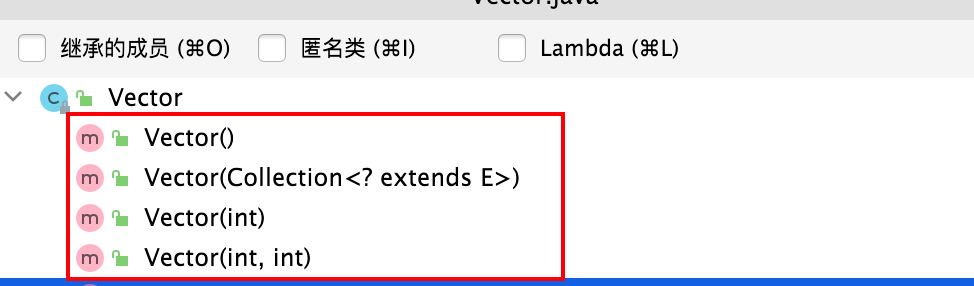 Vector.java
继承的成员 (⌘O) 匿名类 (⌘I) Lambda (⌘L)
C Vector
m Vector()
m Vector(Collection<? extends E>)
m Vector(int)
m Vector(int, int)